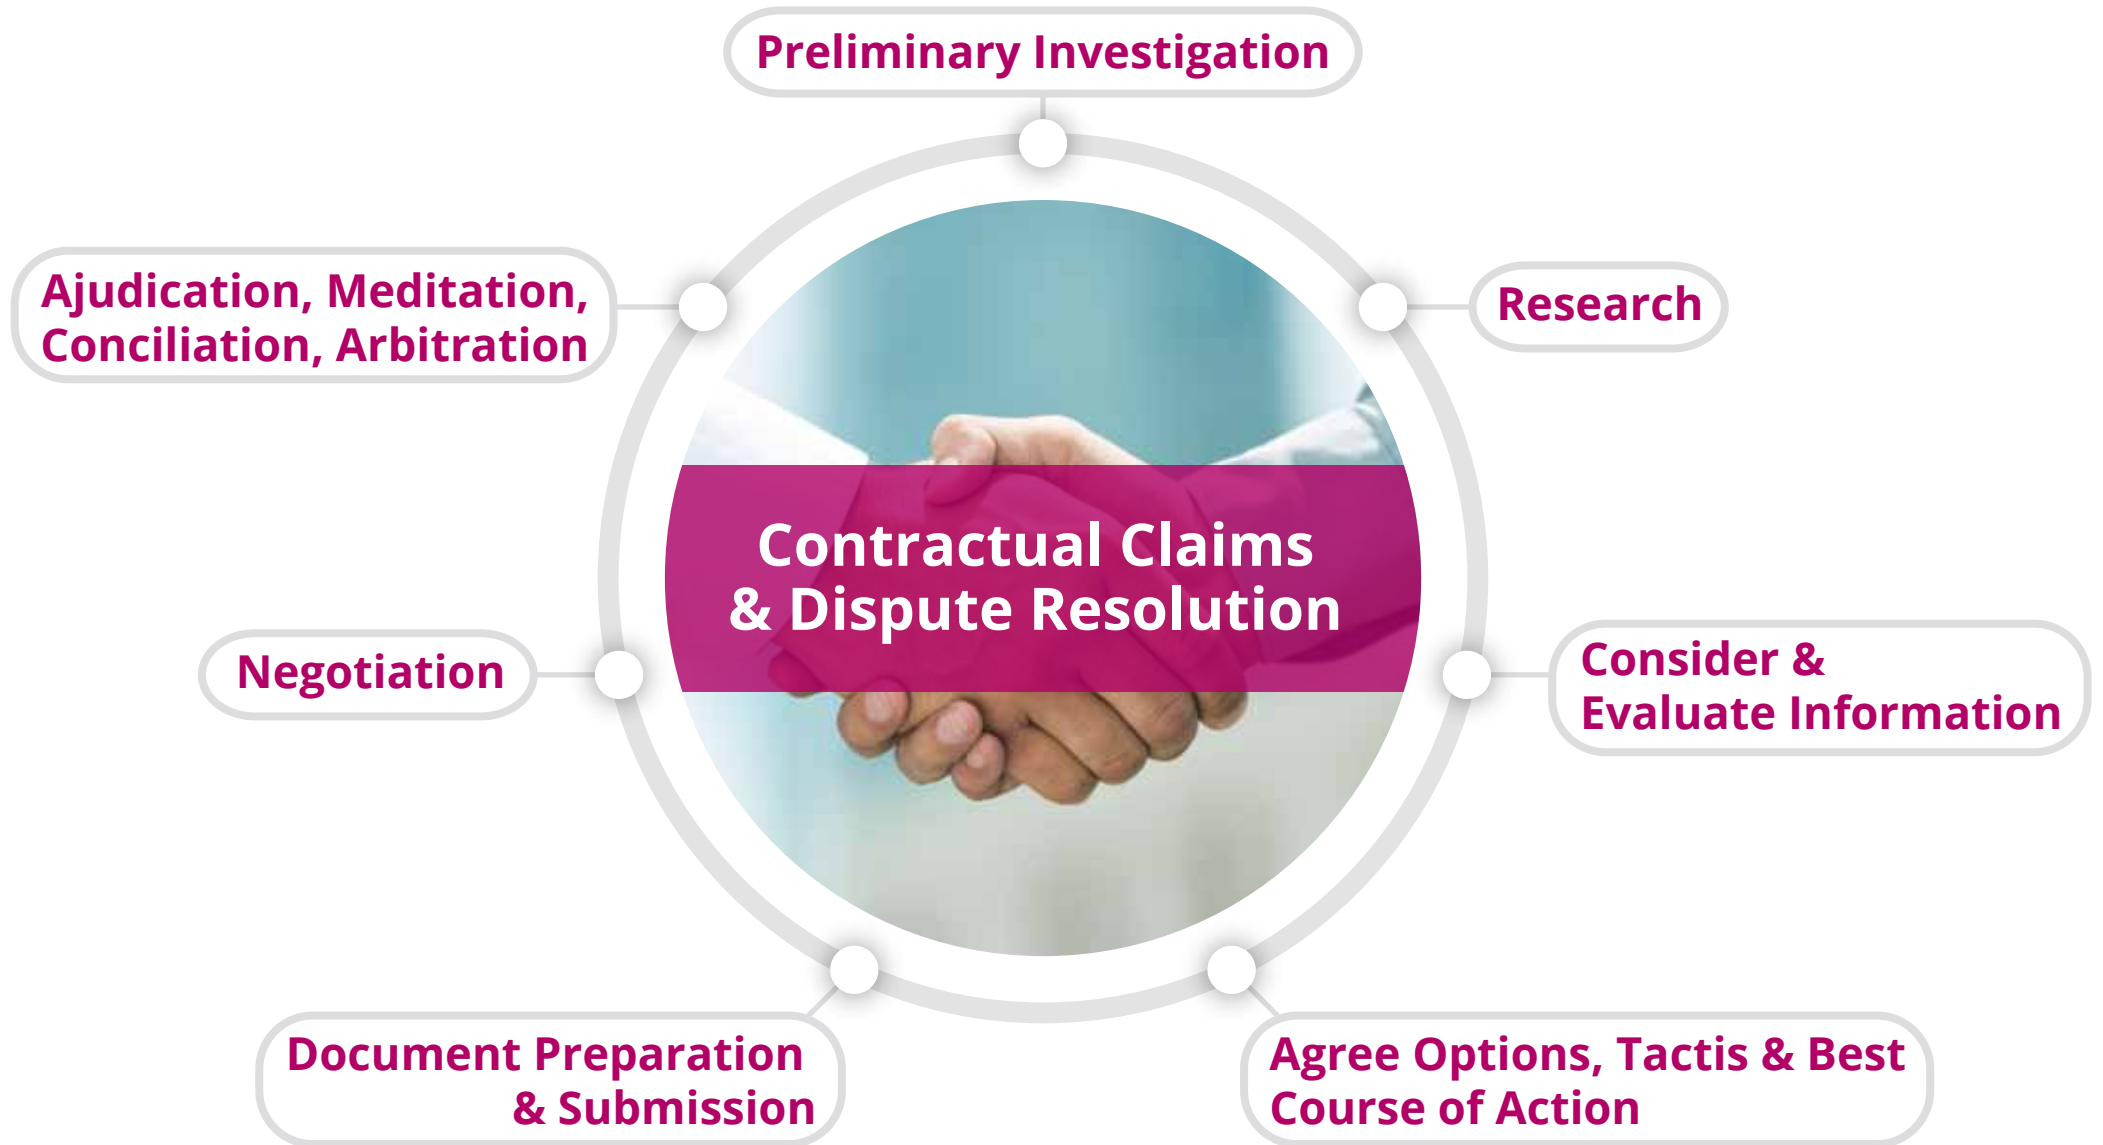 Preliminary Investigation
Research
Consider &
Evaluate Information
Agree Options, Tactis & Best
Course of Action
Document Preparation
& Submission
Negotiation
Ajudication, Meditation,
Conciliation, Arbitration
Contractual Claims
& Dispute Resolution